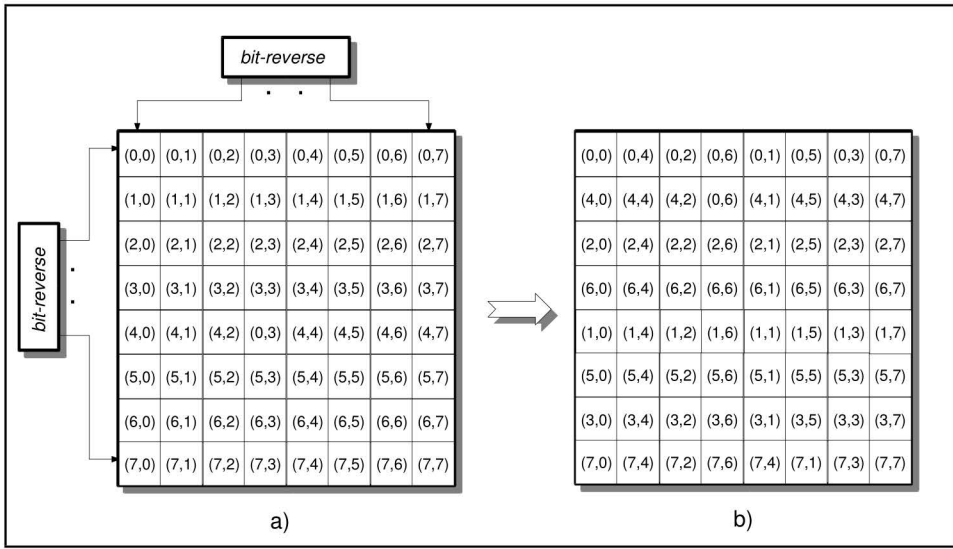 bit-reverse
bit-reverse
(0,0) (0,1) (0,2) (0,3) (0,4) (0,5) (0,6) (0,7)
(1,0) (1,1) (1,2) (1,3) (1,4) (1,5) (1,6) (1,7)
(2,0) (2,1) (2,2) (2,3) (2,4) (2,5) (2,6) (2,7)
(3,0) (3,1) (3,2) (3,3) (3,4) (3,5) (3,6) (3,7)
(4,0) (4,1) (4,2) (0,3) (4,4) (4,5) (4,6) (4,7)
(5,0) (5,1) (5,2) (5,3) (5,4) (5,5) (5,6) (5,7)
(6,0) (6,1) (6,2) (6,3) (6,4) (6,5) (6,6) (6,7)
(7,0) (7,1) (7,2) (7,3) (7,4) (7,5) (7,6) (7,7)
a)
(0,0) (0,4) (0,2) (0,6) (0,1) (0,5) (0,3) (0,7)
(4,0) (4,4) (4,2) (0,6) (4,1) (4,5) (4,3) (4,7)
(2,0) (2,4) (2,2) (2,6) (2,1) (2,5) (2,3) (2,7)
(6,0) (6,4) (6,2) (6,6) (6,1) (6,5) (6,3) (6,7)
(1,0) (1,4) (1,2) (1,6) (1,1) (1,5) (1,3) (1,7)
(5,0) (5,4) (5,2) (5,6) (5,1) (5,5) (5,3) (5,7)
(3,0) (3,4) (3,2) (3,6) (3,1) (3,5) (3,3) (3,7)
(7,0) (7,4) (7,2) (7,6) (7,4) (7,1) (7,3) (7,7)
b)